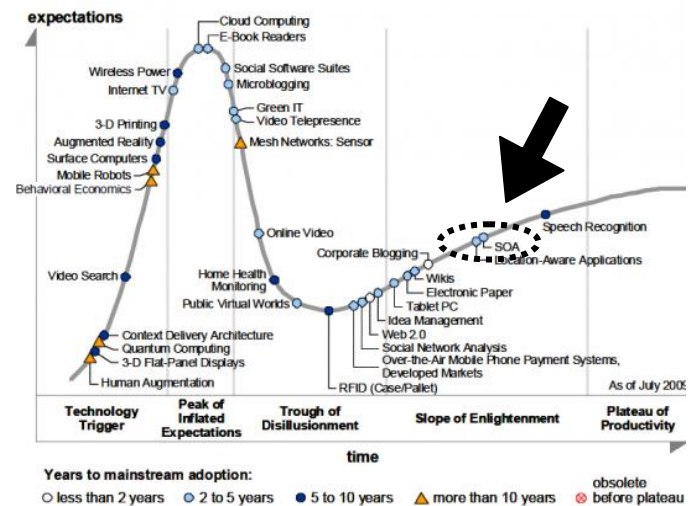 expectations
Cloud Computing
E-Book Readers
Wireless Power
Social Software Suites
Internet TV
Microblogging
Green IT
3-D Printing
Video Telepresence
Augmented Reality
Mesh Networks: Sensor
Surface Computers
Mobile Robots
Behavioral Economics
Online Video
Speech Recognition
Corporate Blogging
SOA
Location-Aware Applications
Video Search
Home Health
Monitoring
Wikis
Electronic Paper
Public Virtual Worlds
Tablet PC
Idea Management
Context Delivery Architecture
Web 2.0
Quantum Computing
Social Network Analysis
3-D Flat-Panel Displays
Over-the-Air Mobile Phone Payment Systems,
Developed Markets
Human Augmentation
RFID (Case/Pallet)
As of July 2009
Technology
Trigger
Peak of
Inflated
Expectations
Trough of
Disillusionment
Slope of Enlightenment
Plateau of
Productivity
time
Years to mainstream adoption:
less than 2 years
2 to 5 years
5 to 10 years
more than 10 years
obsolete
before plateau